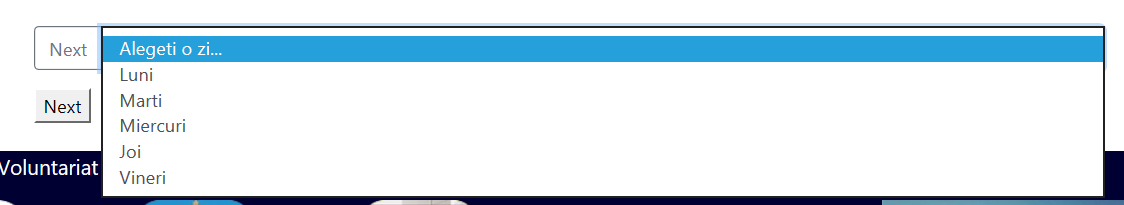 Next
Alegeti o zi...
Luni
Marti
Next
Miercuri
Joi
Voluntariat
Vineri